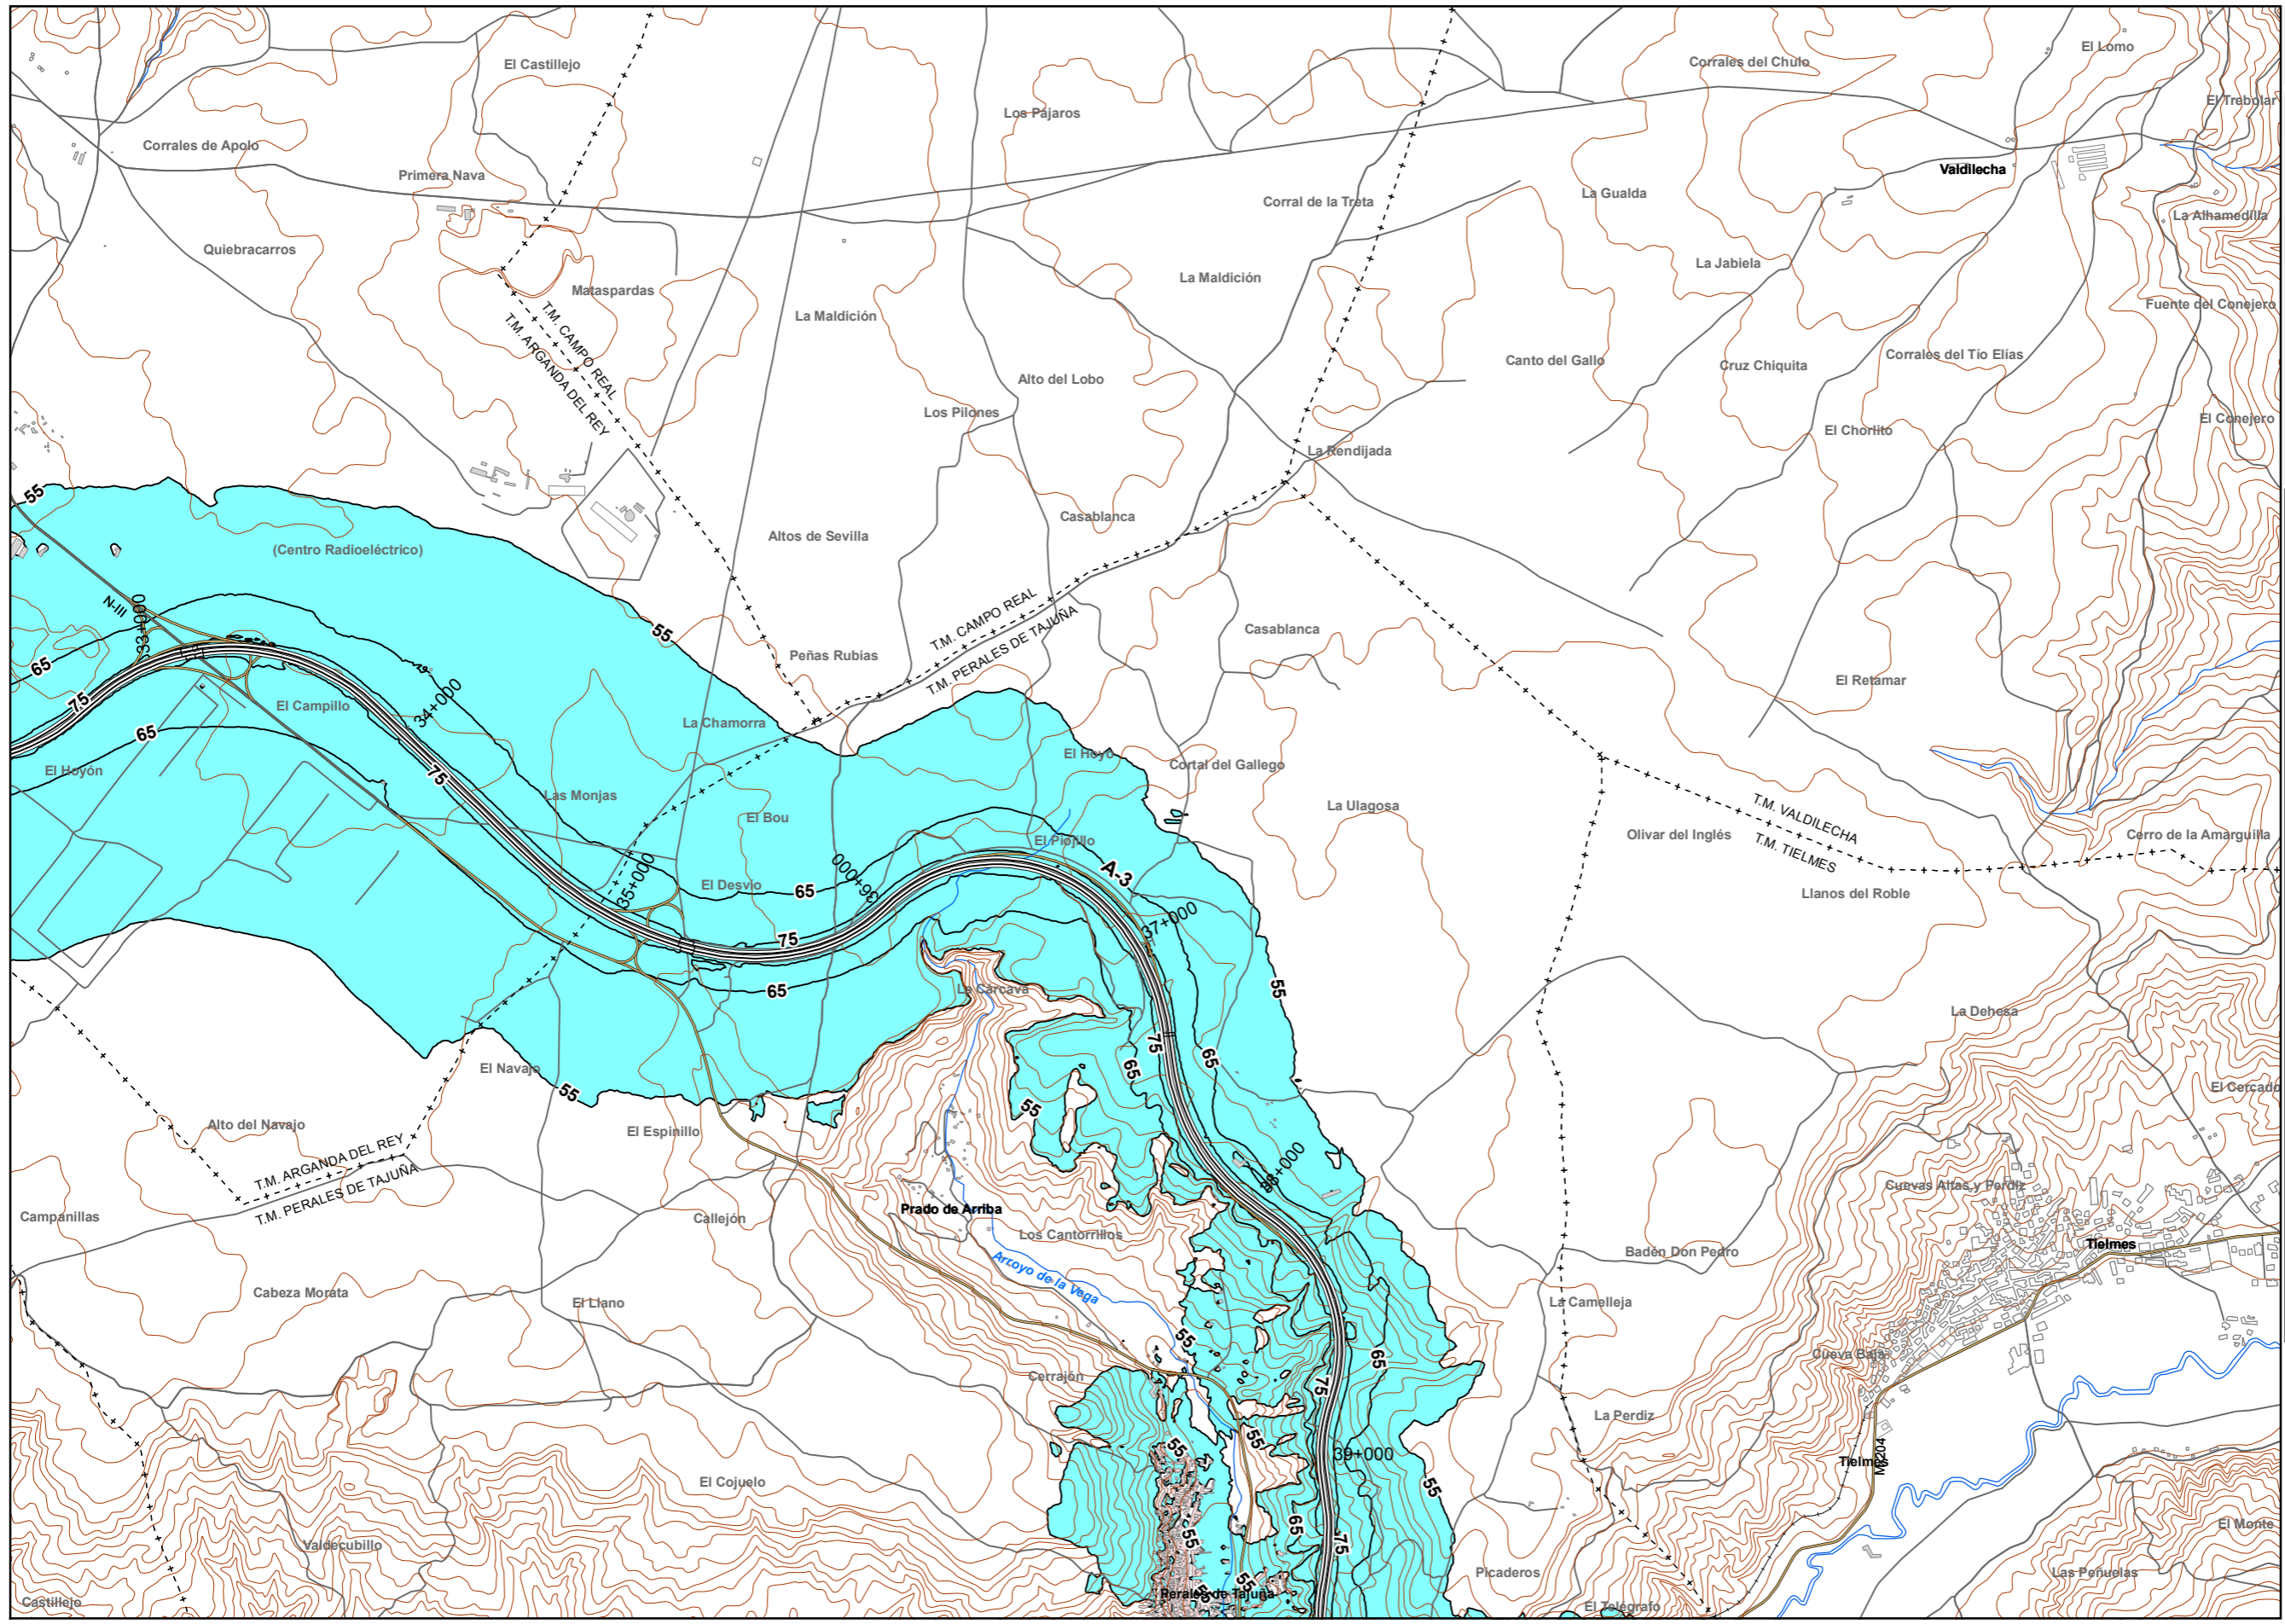 El Castillejo
El Lomo
Corrales del Chulo
El Trebolar
Los Pájaros
Corrales de Apolo
Primera Nava
Valdilecha
La Gualda
Corral de la Treta
La Alhamedilla
Quiebracarros
La Jabiela
La Maldición
Mataspardas
Fuente del Conejero
La Maldición
T.M. CAMPO REAL
T.M. ARGANDA DEL REY
Canto del Gallo
Cruz Chiquita
Corrales del Tío Elías
Alto del Lobo
Los Pilones
El Conejero
El Chorlito
La Rendijada
55
Casablanca
Altos de Sevilla
(Centro Radioeléctrico)
N-III
33+000
55
T.M. CAMPO REAL
T.M. PERALES DE TAJUÑA
Casablanca
Peñas Rubias
65
El Retamar
75
El Campillo
34+000
La Chamorra
65
El Hoyo
Cortal del Gallego
El Hoyón
75
Las Monjas
El Bou
La Ulagosa
T.M. VALDILECHA
T.M. TIELMES
Olivar del Inglés
Cerro de la Amarguilla
El Piojillo
A-3
35+000
El Desvío
65
36+000
Llanos del Roble
37+000
75
65
La Cárcava
55
La Dehesa
75
65
65
El Navajo
55
El Cercado
55
Alto del Navajo
El Espinillo
T.M. ARGANDA DEL REY
T.M. PERALES DE TAJUÑA
38+000
Cuevas Altas y Perdiz
Campanillas
Prado de Arriba
Callejón
Los Cantorrillos
Tielmes
Badén Don Pedro
Arroyo de la Vega
Cabeza Morata
El Llano
La Camelleja
55
65
Cueva Baja
Cerrajón
75
La Perdiz
55
55
39+000
Tielmes
M-204
El Cojuelo
55
65
75
55
El Monte
Valdecubillo
Picaderos
Las Peñuelas
55
55
Perales de Tajuña
Castillejo
El Telégrafo